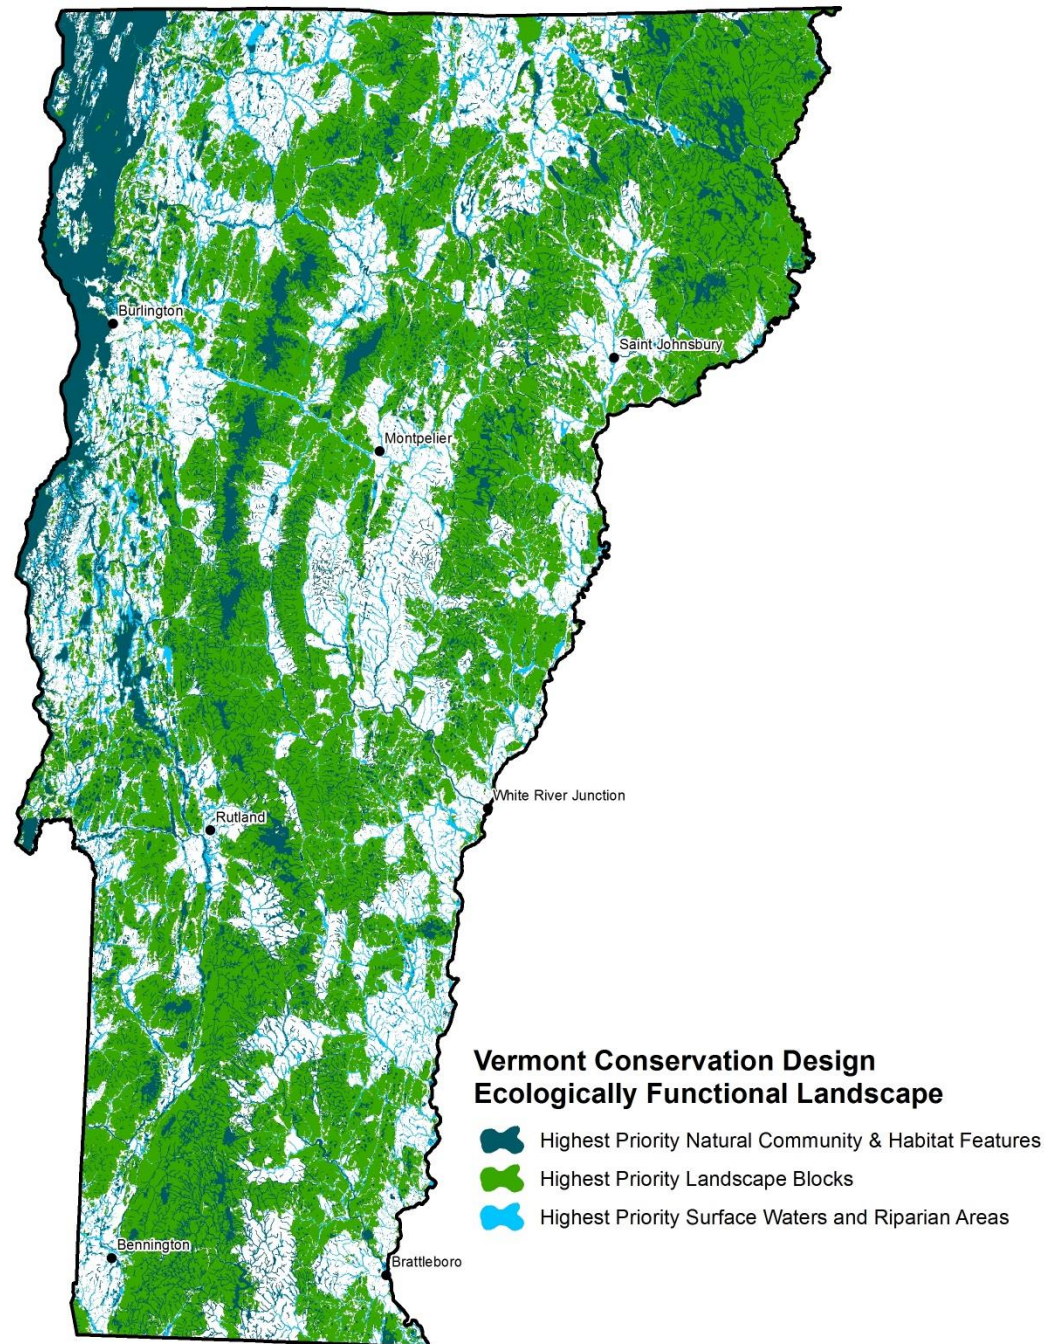 Burlington
Saint Johnsbury
Montpelier
White River Junction
Rutland
Vermont Conservation Design
Ecologically Functional Landscape
Highest Priority Natural Community & Habitat Features
Highest Priority Landscape Blocks
Highest Priority Surface Waters and Riparian Areas
Bennington
Brattleboro